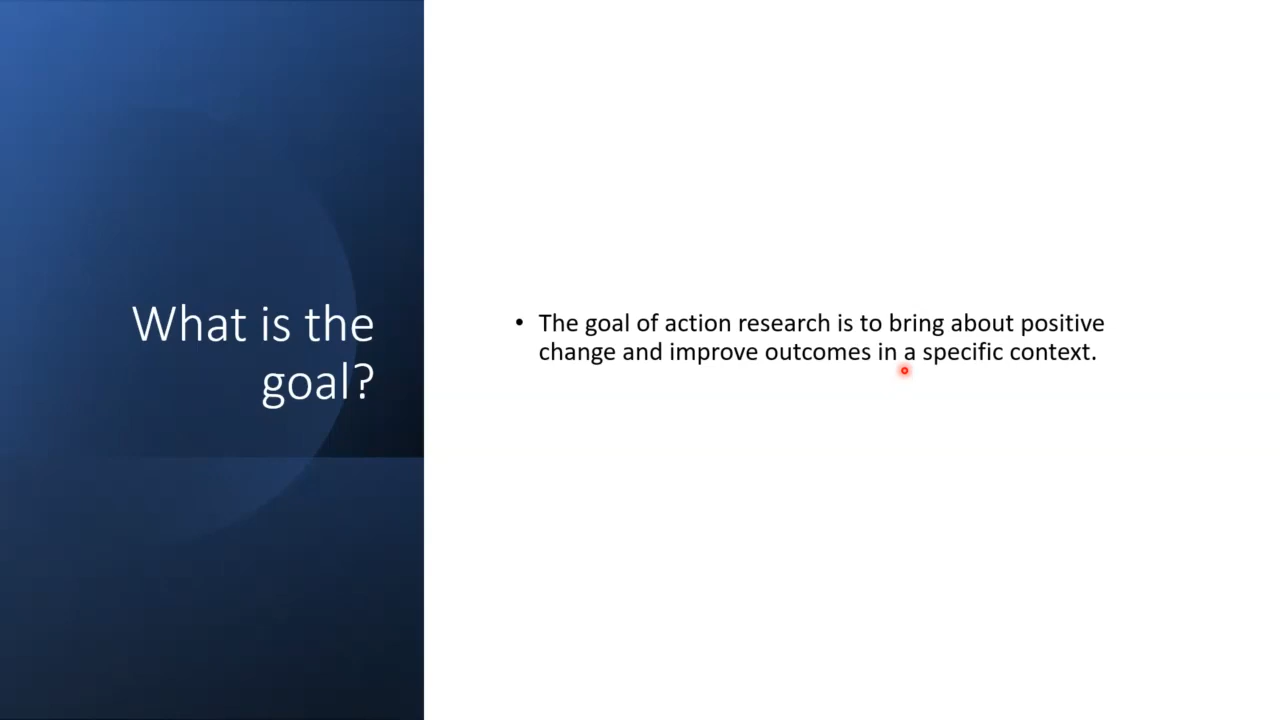 What is the
goal?
• The goal of action research is to bring about positive
change and improve outcomes in a specific context.